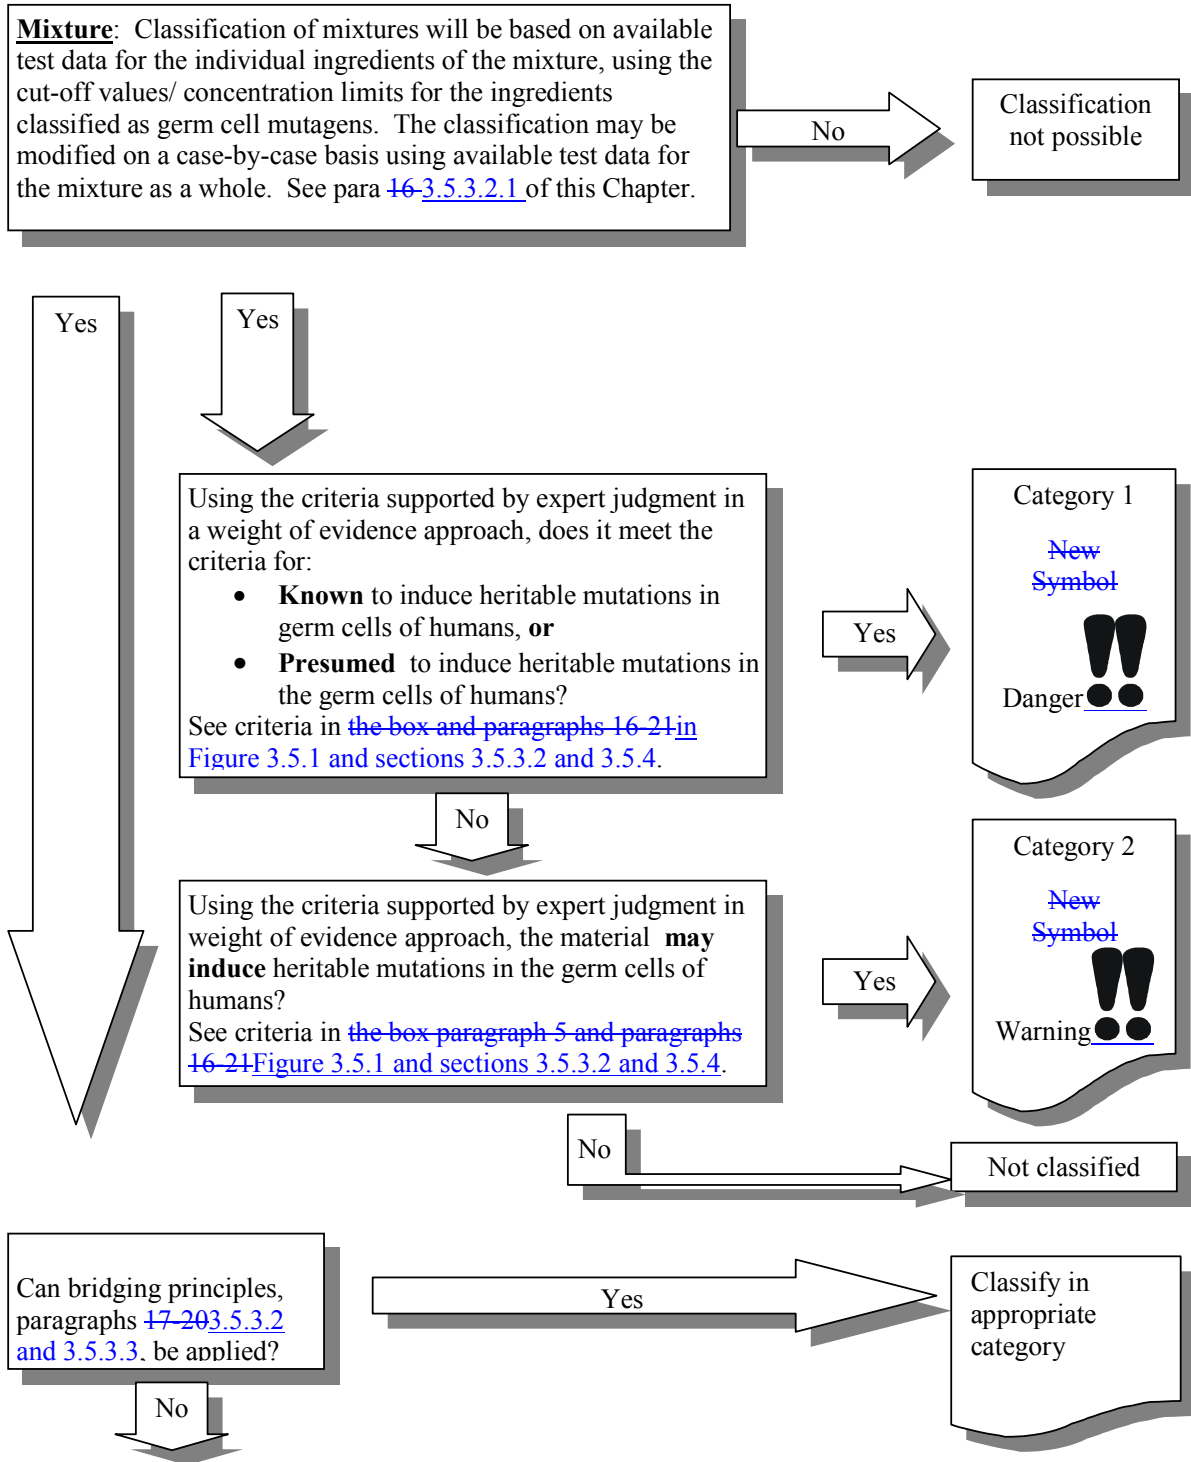 Mixture: Classification of mixtures will be based on available
test data for the individual ingredients of the mixture, using the
cut-off values/ concentration limits for the ingredients
classified as germ cell mutagens. The classification may be
modified on a case-by-case basis using available test data for
the mixture as a whole. See para 16 3.5.3.2.1 of this Chapter.
No
Classification
not possible
Yes
Yes
Using the criteria supported by expert judgment in
a weight of evidence approach, does it meet the
criteria for:
• Known to induce heritable mutations in
germ cells of humans, or
• Presumed to induce heritable mutations in
the germ cells of humans?
See criteria in the box and paragraphs 16-21in
Figure 3.5.1 and sections 3.5.3.2 and 3.5.4.
Yes
Category 1
New
Symbol
Danger!!
No
Using the criteria supported by expert judgment in
weight of evidence approach, the material may
induce heritable mutations in the germ cells of
humans?
See criteria in the box paragraph 5 and paragraphs
16-21Figure 3.5.1 and sections 3.5.3.2 and 3.5.4.
Yes
Category 2
New
Symbol
Warning!!
No
Not classified
Can bridging principles,
paragraphs 17-203.5.3.2
and 3.5.3.3, be applied?
Yes
Classify in
appropriate
category
No